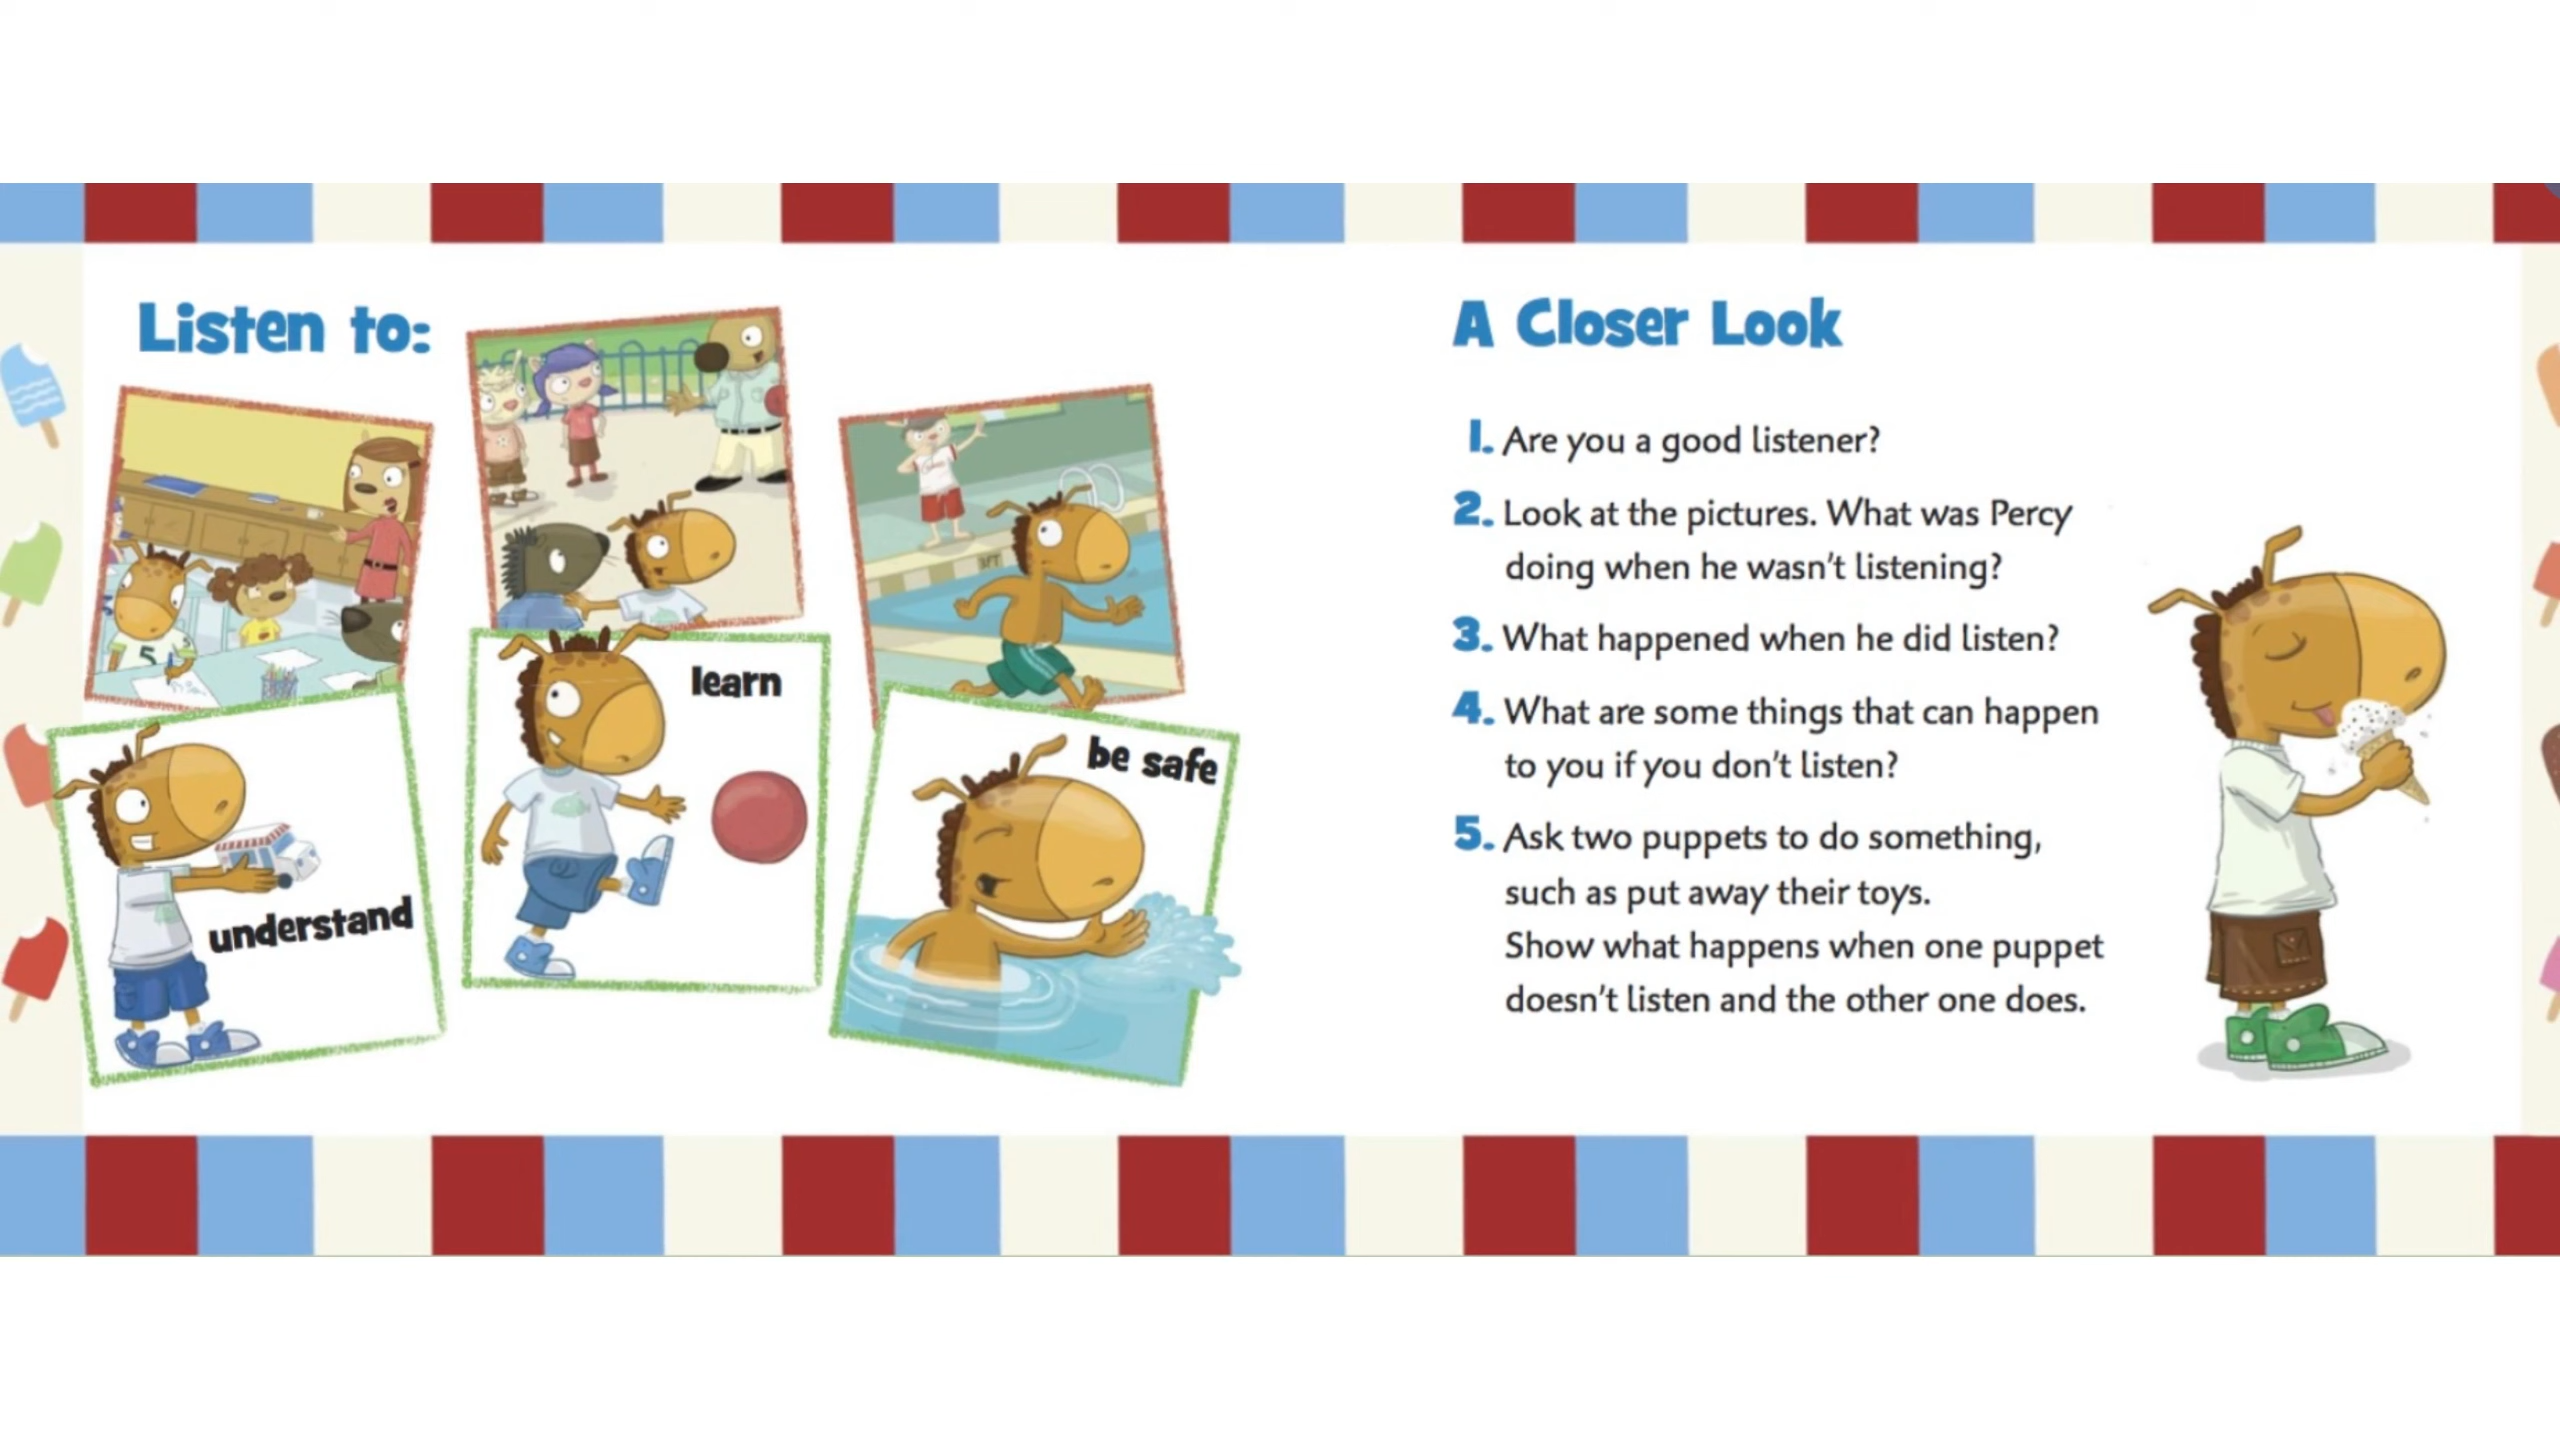 Listen to:
understand
learn
be safe
5
A Closer Look
1. Are you a good listener?
2. Look at the pictures. What was Percy
doing when he wasn't listening?
3. What happened when he did listen?
4. What are some things that can happen
to you if you don't listen?
5. Ask two puppets to do something,
such as put away their toys.
Show what happens when one puppet
doesn't listen and the other one does.